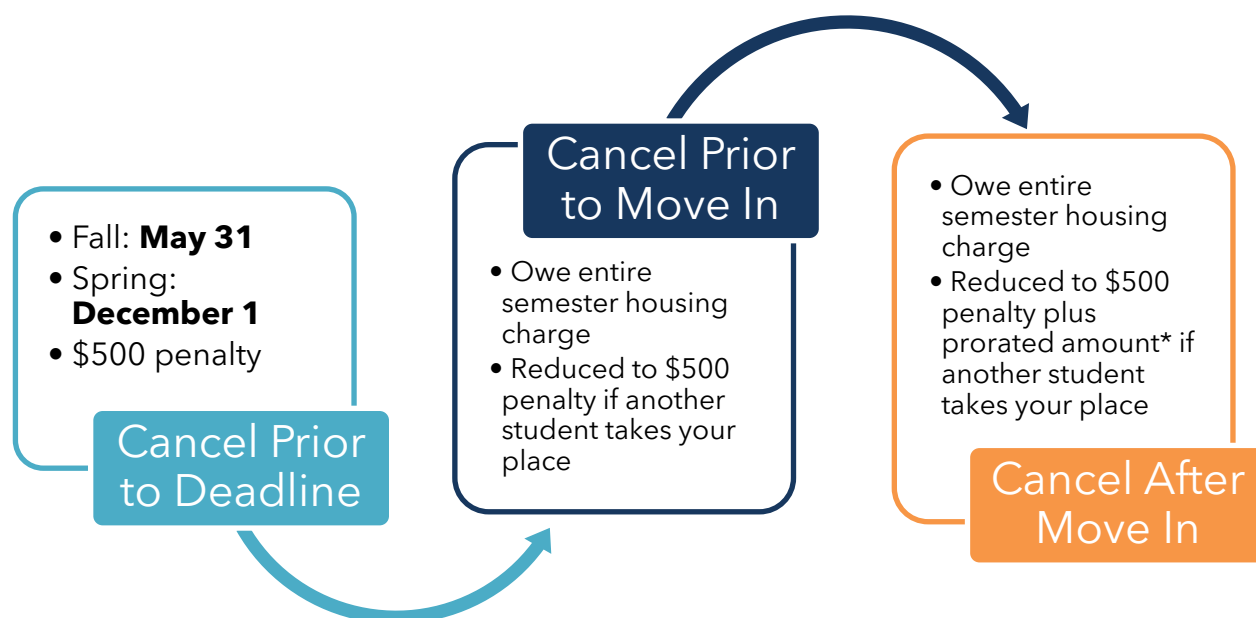 • Fall: May 31
• Spring:
December 1
• $500 penalty
Cancel Prior
to Deadline
Cancel Prior
to Move In
• Owe entire
semester housing
charge
• Reduced to $500
penalty if another
student takes your
place
• Owe entire
semester housing
charge
• Reduced to $500
penalty plus
prorated amount* if
another student
takes your place
Cancel After
Move In